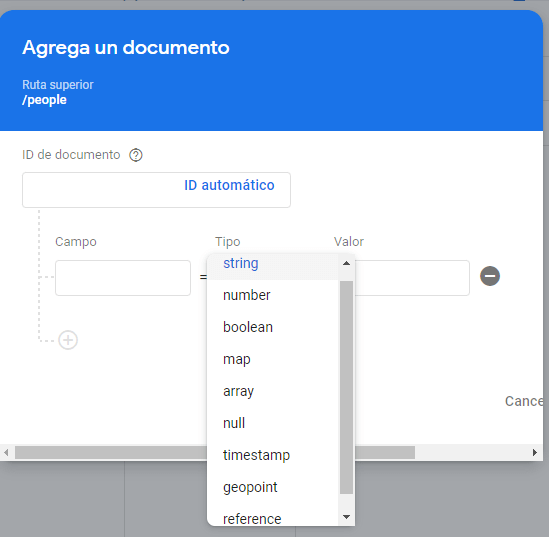 Agrega un documento
Ruta superior
/people
ID de documento
ID automático
Campo
Tipo
Valor
=
string
number
boolean
map
array
null
timestamp
geopoint
reference
Cance